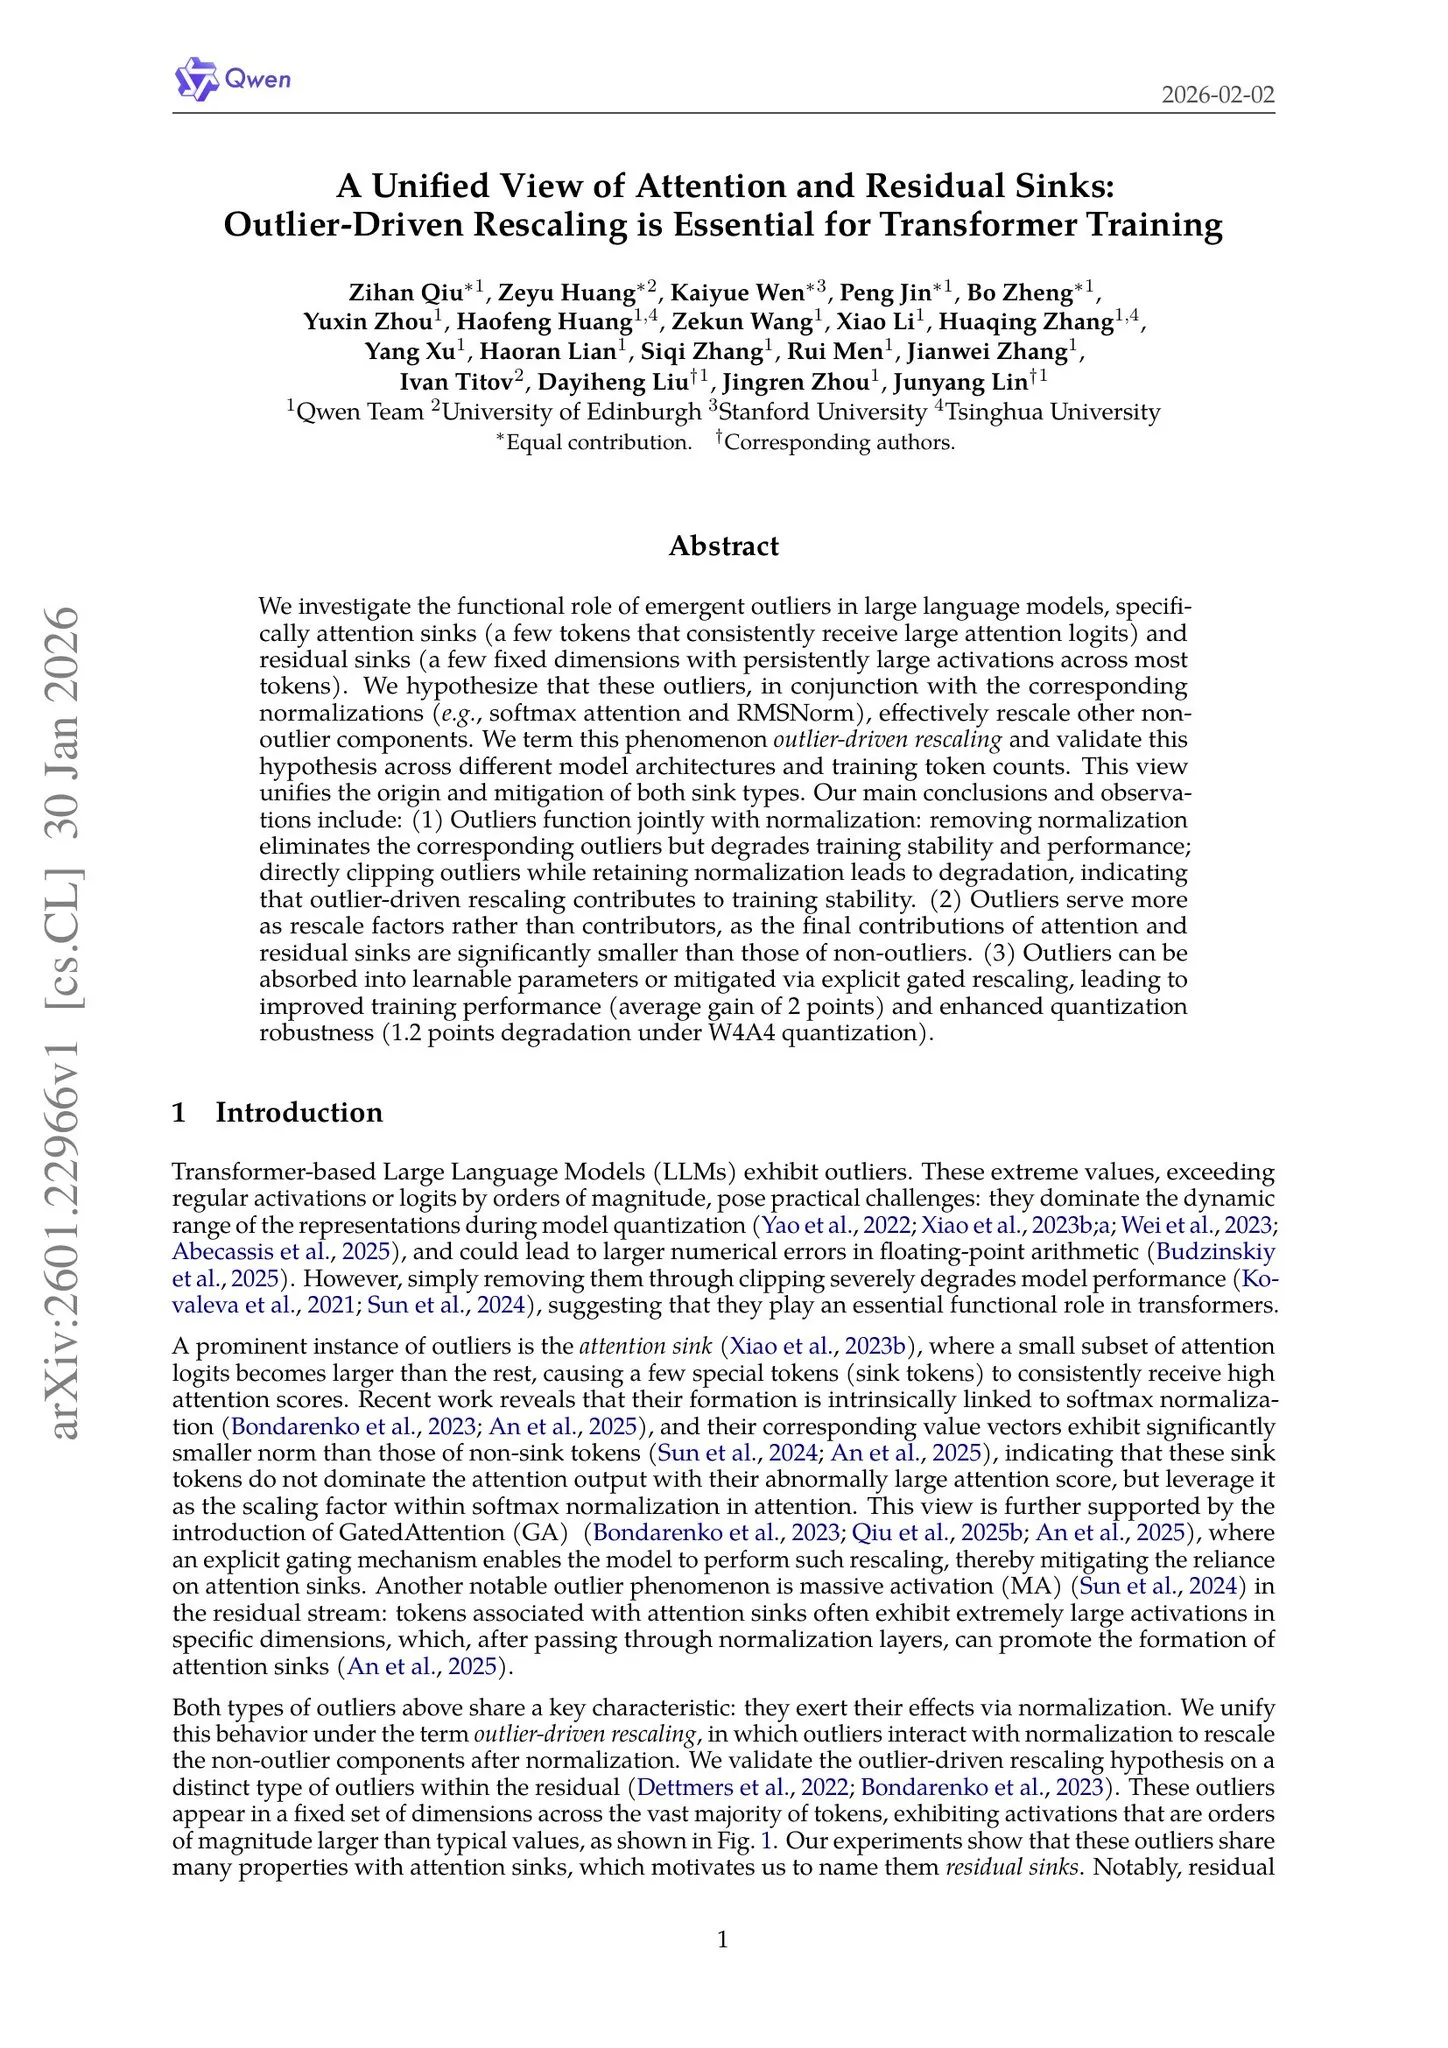 Qwen
2026-02-02
A Unified View of Attention and Residual Sinks:
Outlier-Driven Rescaling is Essential for Transformer Training
Zihan Qiu∗1, Zeyu Huang∗2, Kaiyue Wen∗3, Peng Jin∗1, Bo Zheng∗1,
Yuxin Zhou1, Haofeng Huang1,4, Zekun Wang1, Xiao Li1, Huaqing Zhang1,4,
Yang Xu1, Haoran Lian1, Siqi Zhang1, Rui Men1, Jianwei Zhang1,
Ivan Titov2, Dayiheng Liu†1, Jingren Zhou1, Junyang Lin†1
1Qwen Team 2University of Edinburgh 3Stanford University 4Tsinghua University
∗Equal contribution. †Corresponding authors.
Abstract
We investigate the functional role of emergent outliers in large language models, specifi-
cally attention sinks (a few tokens that consistently receive large attention logits) and
residual sinks (a few fixed dimensions with persistently large activations across most
tokens). We hypothesize that these outliers, in conjunction with the corresponding
normalizations (e.g., softmax attention and RMSNorm), effectively rescale other non-
outlier components. We term this phenomenon outlier-driven rescaling and validate this
hypothesis across different model architectures and training token counts. This view
unifies the origin and mitigation of both sink types. Our main conclusions and observa-
tions include: (1) Outliers function jointly with normalization: removing normalization
eliminates the corresponding outliers but degrades training stability and performance;
directly clipping outliers while retaining normalization leads to degradation, indicating
that outlier-driven rescaling contributes to training stability. (2) Outliers serve more
as rescale factors rather than contributors, as the final contributions of attention and
residual sinks are significantly smaller than those of non-outliers. (3) Outliers can be
absorbed into learnable parameters or mitigated via explicit gated rescaling, leading to
improved training performance (average gain of 2 points) and enhanced quantization
robustness (1.2 points degradation under W4A4 quantization).
arXiv:2601.22966v1 [cs.CL] 30 Jan 2026
1 Introduction
Transformer-based Large Language Models (LLMs) exhibit outliers. These extreme values, exceeding
regular activations or logits by orders of magnitude, pose practical challenges: they dominate the dynamic
range of the representations during model quantization (Yao et al., 2022; Xiao et al., 2023b;a; Wei et al., 2023;
Abecassis et al., 2025), and could lead to larger numerical errors in floating-point arithmetic (Budzinskiy
et al., 2025). However, simply removing them through clipping severely degrades model performance (Ko-
valeva et al., 2021; Sun et al., 2024), suggesting that they play an essential functional role in transformers.
A prominent instance of outliers is the attention sink (Xiao et al., 2023b), where a small subset of attention
logits becomes larger than the rest, causing a few special tokens (sink tokens) to consistently receive high
attention scores. Recent work reveals that their formation is intrinsically linked to softmax normaliza-
tion (Bondarenko et al., 2023; An et al., 2025), and their corresponding value vectors exhibit significantly
smaller norm than those of non-sink tokens (Sun et al., 2024; An et al., 2025), indicating that these sink
tokens do not dominate the attention output with their abnormally large attention score, but leverage it
as the scaling factor within softmax normalization in attention. This view is further supported by the
introduction of GatedAttention (GA) (Bondarenko et al., 2023; Qiu et al., 2025b; An et al., 2025), where
an explicit gating mechanism enables the model to perform such rescaling, thereby mitigating the reliance
on attention sinks. Another notable outlier phenomenon is massive activation (MA) (Sun et al., 2024) in
the residual stream: tokens associated with attention sinks often exhibit extremely large activations in
specific dimensions, which, after passing through normalization layers, can promote the formation of
attention sinks (An et al., 2025).
Both types of outliers above share a key characteristic: they exert their effects via normalization. We unify
this behavior under the term outlier-driven rescaling, in which outliers interact with normalization to rescale
the non-outlier components after normalization. We validate the outlier-driven rescaling hypothesis on a
distinct type of outliers within the residual (Dettmers et al., 2022; Bondarenko et al., 2023). These outliers
appear in a fixed set of dimensions across the vast majority of tokens, exhibiting activations that are orders
of magnitude larger than typical values, as shown in Fig. 1. Our experiments show that these outliers share
many properties with attention sinks, which motivates us to name them residual sinks. Notably, residual
1